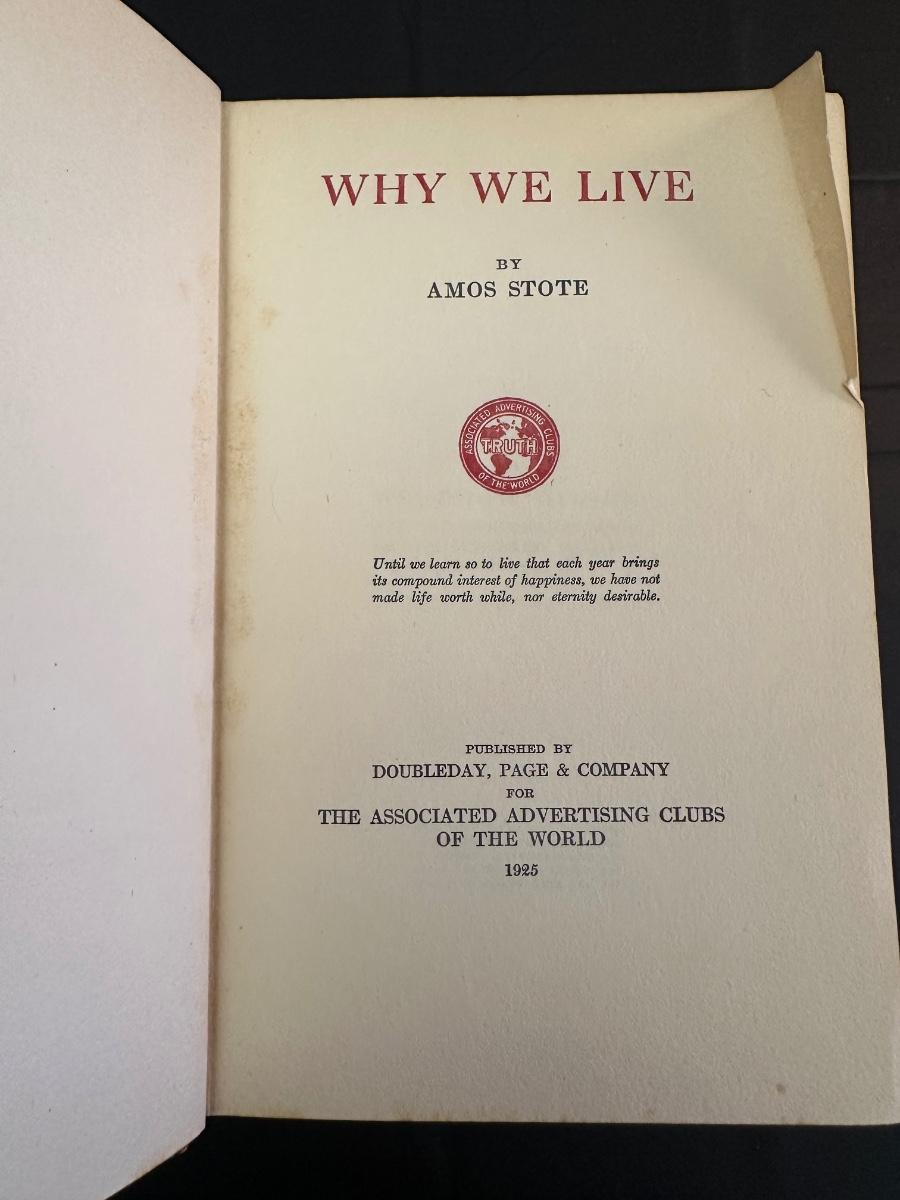 WHY WE LIVE
BY
AMOS STOTE
ASSOCIATED ADVERTISING CLUBS
TRUTH
OF THE WORLD
Until we learn so to live that each year brings
its compound interest of happiness, we have not
made life worth while, nor eternity desirable.
PUBLISHED BY
DOUBLEDAY, PAGE & COMPANY
FOR
THE ASSOCIATED ADVERTISING CLUBS
OF THE WORLD
1925